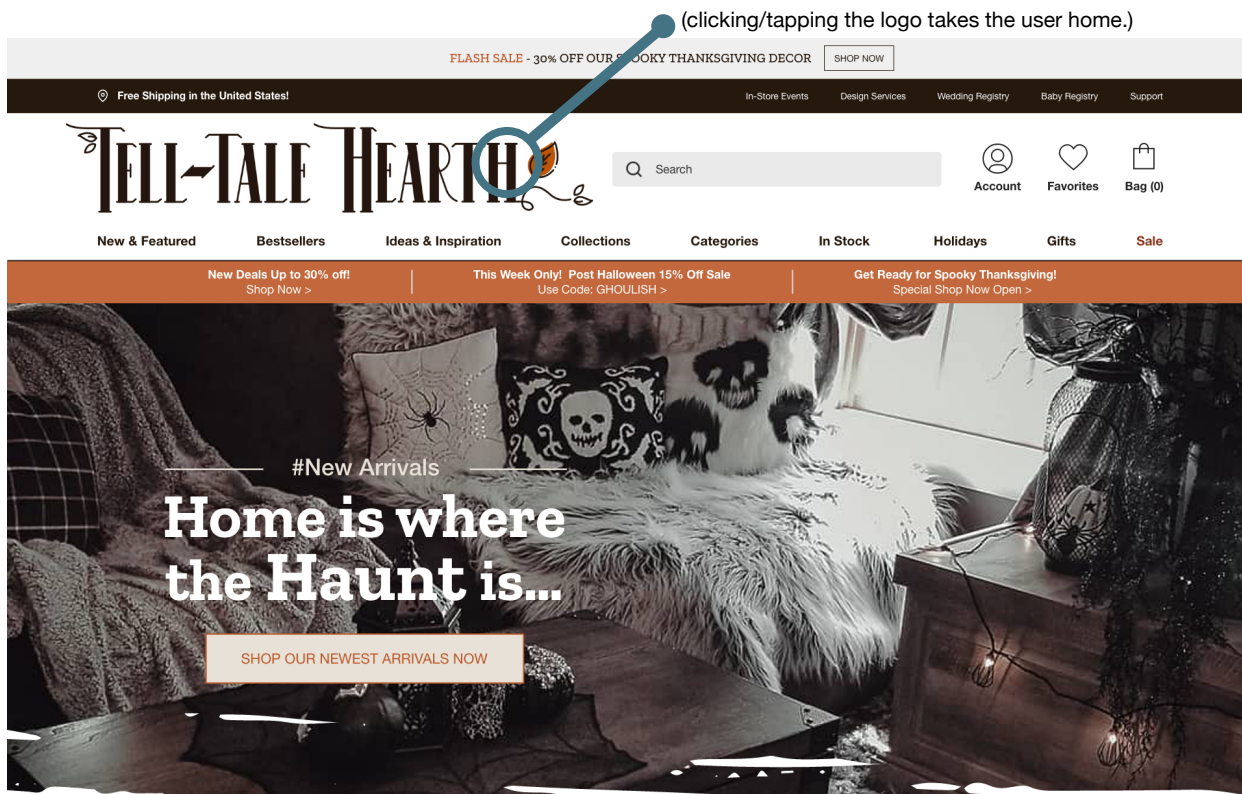 (clicking/tapping the logo takes the user home.)
FLASH SALE - 30% OFF OUR SPOOKY THANKSGIVING DECOR SHOP NOW
Free Shipping in the United States! In-Store Events Design Services Wedding Registry Baby Registry Support
TELL-TALE HEARTH
Search
Account Favorites Bag (0)
New & Featured Bestsellers Ideas & Inspiration Collections Categories In Stock Holidays Gifts Sale
New Deals Up to 30% off! This Week Only! Post Halloween 15% Off Sale Get Ready for Spooky Thanksgiving!
Shop Now > Use Code: GHOULISH > Special Shop Now Open >
#New Arrivals
Home is where
the Haunt is...
SHOP OUR NEWEST ARRIVALS NOW